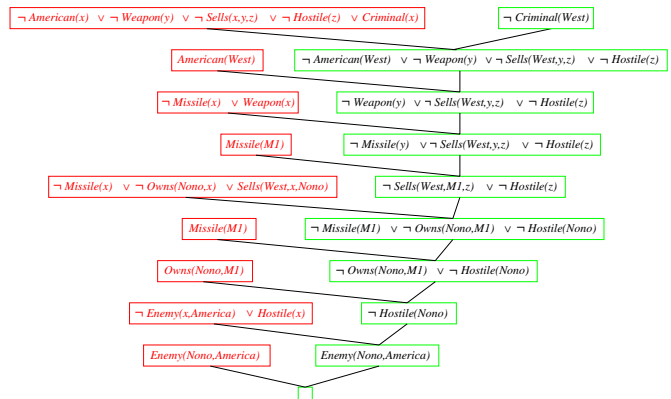 ¬ American(x) ∨ ¬ Weapon(y) ∨ ¬ Sells(x,y,z) ∨ ¬ Hostile(z) ∨ Criminal(x)
¬ Criminal(West)
American(West)
¬ American(West) ∨ ¬ Weapon(y) ∨ ¬ Sells(West,y,z) ∨ ¬ Hostile(z)
¬ Missile(x) ∨ Weapon(x)
¬ Weapon(y) ∨ ¬ Sells(West,y,z) ∨ ¬ Hostile(z)
Missile(M1)
¬ Missile(y) ∨ ¬ Sells(West,y,z) ∨ ¬ Hostile(z)
¬ Missile(x) ∨ ¬ Owns(Nono,x) ∨ Sells(West,x,Nono)
¬ Sells(West,M1,z) ∨ ¬ Hostile(z)
Missile(M1)
¬ Missile(M1) ∨ ¬ Owns(Nono,M1) ∨ ¬ Hostile(Nono)
Owns(Nono,M1)
¬ Owns(Nono,M1) ∨ ¬ Hostile(Nono)
¬ Enemy(x,America) ∨ Hostile(x)
¬ Hostile(Nono)
Enemy(Nono,America)
Enemy(Nono,America)